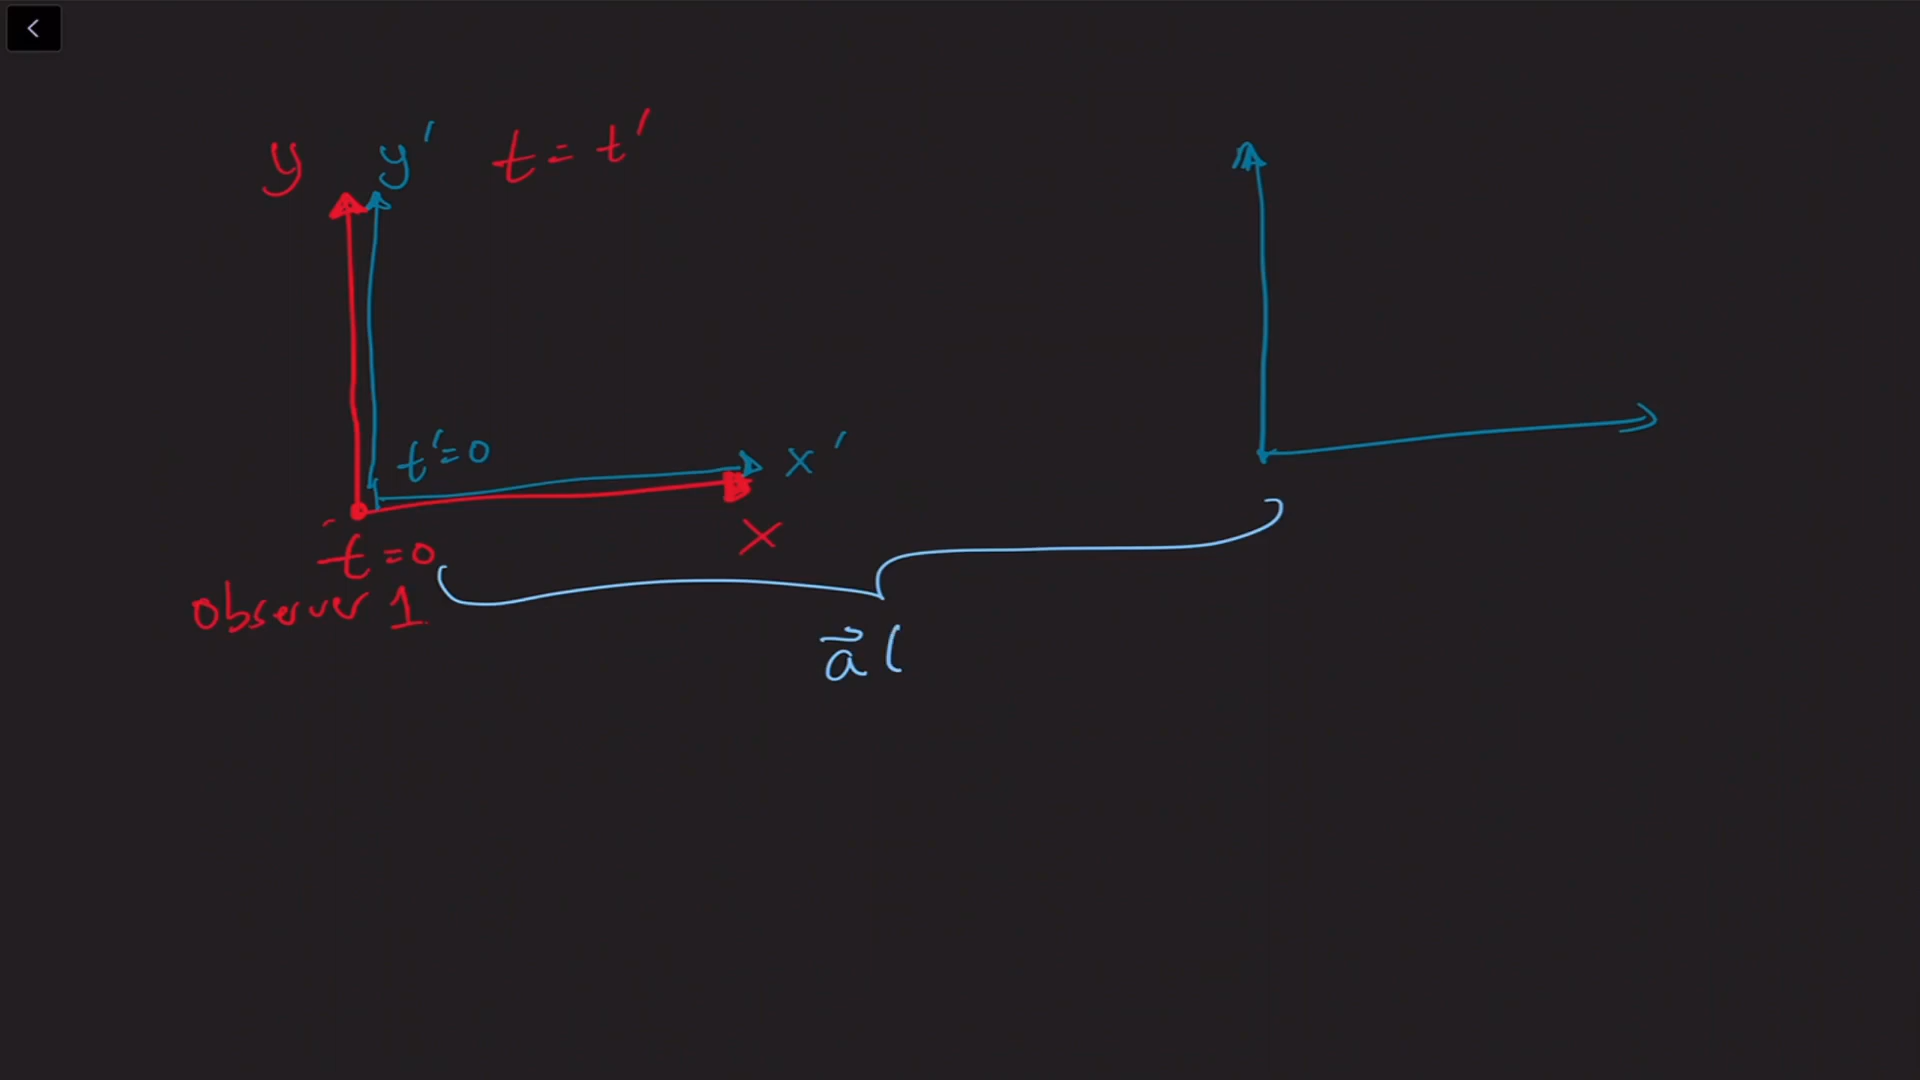 y y' t = t'
t'=0 x'
x
t=0
observer 1.
a⃗ (